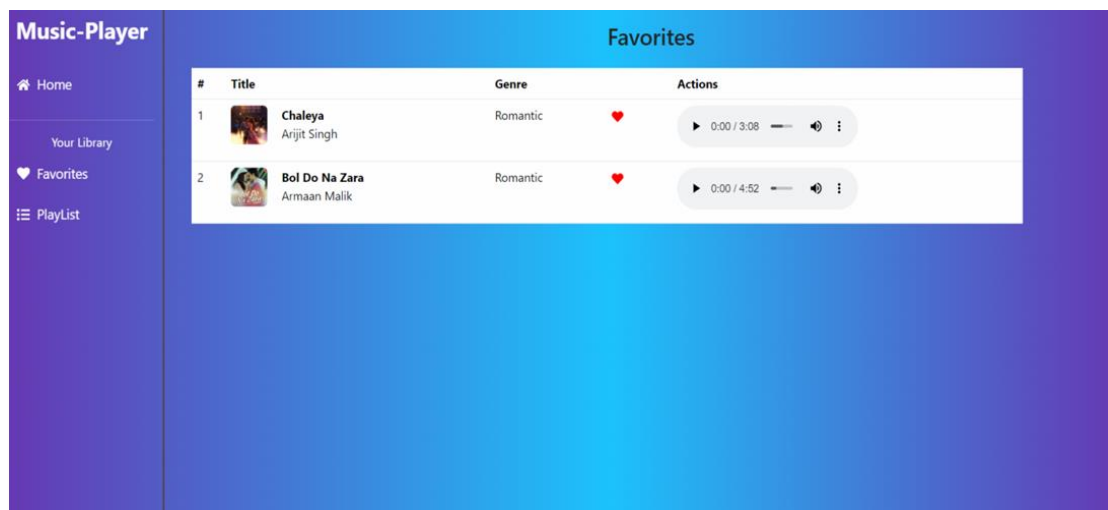 Music-Player
Home
Your Library
Favorites
PlayList
Favorites
# Title Genre Actions
1 Chaleya Romantic 0:00 / 3:08
Arijit Singh
2 Bol Do Na Zara Romantic 0:00 / 4:52
Armaan Malik